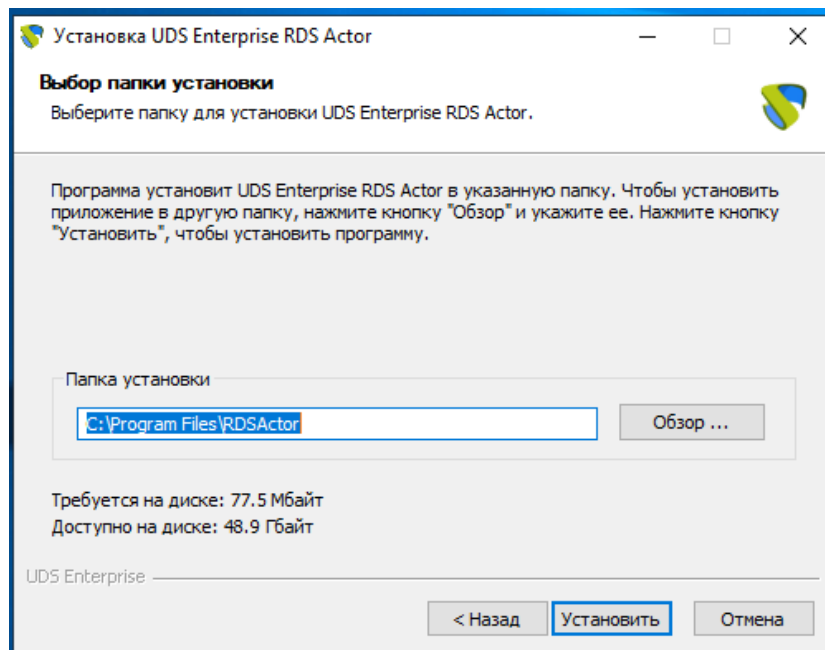 Установка UDS Enterprise RDS Actor
Выбор папки установки
Выберите папку для установки UDS Enterprise RDS Actor.
Программа установит UDS Enterprise RDS Actor в указанную папку. Чтобы установить
приложение в другую папку, нажмите кнопку "Обзор" и укажите ее. Нажмите кнопку
"Установить", чтобы установить программу.
Папка установки
C:\Program Files\RDSActor
Обзор ...
Требуется на диске: 77.5 Мбайт
Доступно на диске: 48.9 Гбайт
UDS Enterprise
< Назад
Установить
Отмена